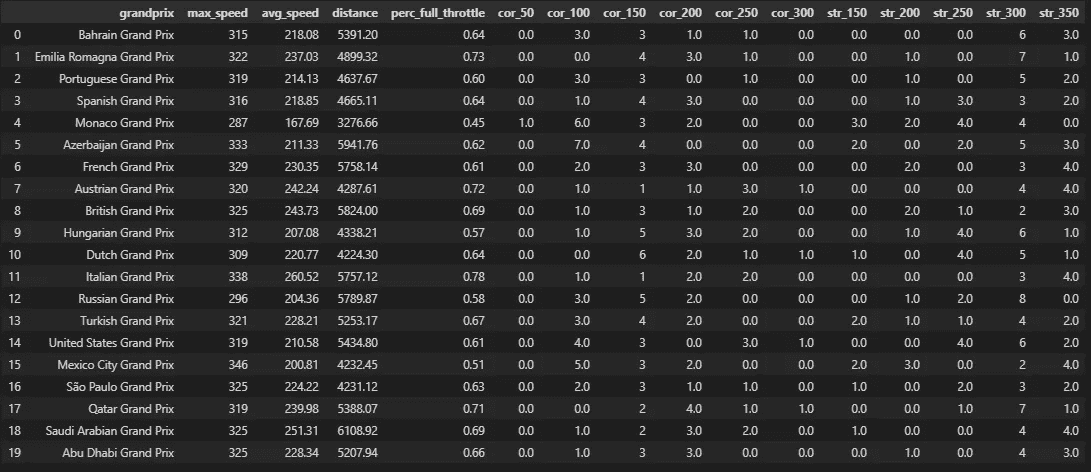 grandprix max_speed avg_speed distance perc_full_throttle cor_50 cor_100 cor_150 cor_200 cor_250 cor_300 str_150 str_200 str_250 str_300 str_350
0 Bahrain Grand Prix 315 218.08 5391.20 0.64 0.0 3.0 3 1.0 1.0 0.0 0.0 0.0 0.0 6 3.0
1 Emilia Romagna Grand Prix 322 237.03 4899.32 0.73 0.0 0.0 4 3.0 1.0 0.0 0.0 1.0 0.0 7 1.0
2 Portuguese Grand Prix 319 214.13 4637.67 0.60 0.0 3.0 3 0.0 1.0 0.0 0.0 1.0 0.0 5 2.0
3 Spanish Grand Prix 316 218.85 4665.11 0.64 0.0 1.0 4 3.0 0.0 0.0 0.0 1.0 3.0 3 2.0
4 Monaco Grand Prix 287 167.69 3276.66 0.45 1.0 6.0 3 2.0 0.0 0.0 3.0 2.0 4.0 4 0.0
5 Azerbaijan Grand Prix 333 211.33 5941.76 0.62 0.0 7.0 4 0.0 0.0 0.0 2.0 0.0 2.0 5 3.0
6 French Grand Prix 329 230.35 5758.14 0.61 0.0 2.0 3 3.0 0.0 0.0 0.0 2.0 0.0 3 4.0
7 Austrian Grand Prix 320 242.24 4287.61 0.72 0.0 1.0 1 1.0 3.0 1.0 0.0 0.0 0.0 4 4.0
8 British Grand Prix 325 243.73 5824.00 0.69 0.0 1.0 3 1.0 2.0 0.0 0.0 2.0 1.0 2 3.0
9 Hungarian Grand Prix 312 207.08 4338.21 0.57 0.0 1.0 5 3.0 2.0 0.0 0.0 1.0 4.0 6 1.0
10 Dutch Grand Prix 309 220.77 4224.30 0.64 0.0 0.0 6 2.0 1.0 1.0 1.0 0.0 4.0 5 1.0
11 Italian Grand Prix 338 260.52 5757.12 0.78 0.0 1.0 1 2.0 2.0 0.0 0.0 0.0 0.0 3 4.0
12 Russian Grand Prix 296 204.36 5789.87 0.58 0.0 3.0 5 2.0 0.0 0.0 0.0 1.0 2.0 8 0.0
13 Turkish Grand Prix 321 228.21 5253.17 0.67 0.0 3.0 4 2.0 0.0 0.0 2.0 1.0 1.0 4 2.0
14 United States Grand Prix 319 210.58 5434.80 0.61 0.0 4.0 3 0.0 3.0 1.0 0.0 0.0 4.0 6 2.0
15 Mexico City Grand Prix 346 200.81 4232.45 0.51 0.0 5.0 3 2.0 0.0 0.0 2.0 3.0 0.0 2 4.0
16 São Paulo Grand Prix 325 224.22 4231.12 0.63 0.0 2.0 3 1.0 1.0 0.0 1.0 0.0 2.0 3 2.0
17 Qatar Grand Prix 319 239.98 5388.07 0.71 0.0 0.0 2 4.0 1.0 1.0 0.0 0.0 1.0 7 1.0
18 Saudi Arabian Grand Prix 325 251.31 6108.92 0.69 0.0 1.0 2 3.0 2.0 0.0 1.0 0.0 0.0 4 4.0
19 Abu Dhabi Grand Prix 325 228.34 5207.94 0.66 0.0 1.0 3 3.0 0.0 0.0 0.0 1.0 0.0 4 3.0